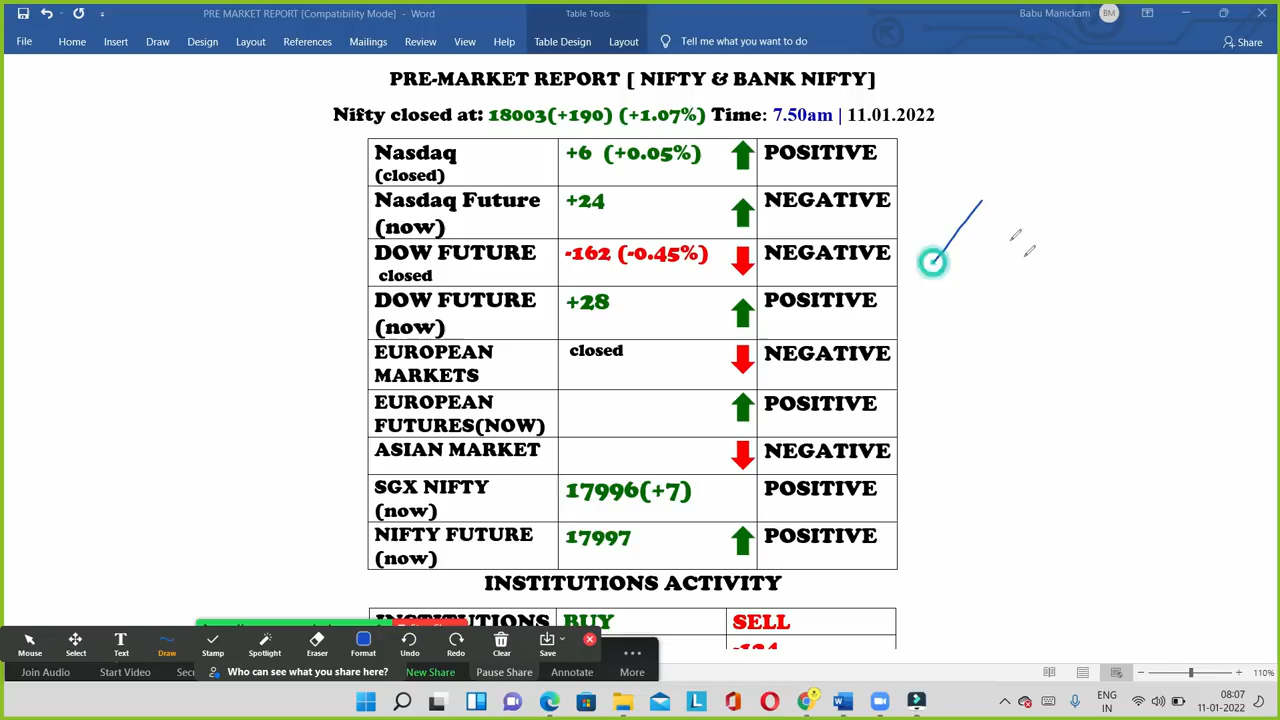 PRE MARKET REPORT [Compatibility Mode] - Word
Table Tools
Babu Manickam BM
File Home Insert Draw Design Layout References Mailings Review View Help Table Design Layout Tell me what you want to do Share
PRE-MARKET REPORT [ NIFTY & BANK NIFTY]
Nifty closed at: 18003(+190) (+1.07%) Time: 7.50am | 11.01.2022
Nasdaq (closed) +6 (+0.05%) POSITIVE
Nasdaq Future (now) +24 NEGATIVE
DOW FUTURE closed -162 (-0.45%) NEGATIVE
DOW FUTURE (now) +28 POSITIVE
EUROPEAN MARKETS closed NEGATIVE
EUROPEAN FUTURES(NOW) POSITIVE
ASIAN MARKET NEGATIVE
SGX NIFTY (now) 17996(+7) POSITIVE
NIFTY FUTURE (now) 17997 POSITIVE
INSTITUTIONS ACTIVITY
INSTITUTIONS BUY SELL
Mouse Select Text Draw Stamp Spotlight Eraser Format Undo Redo Clear Save
Join Audio Start Video Who can see what you share here? New Share Pause Share Annotate More
110%
ENG IN
08:07
11-01-2022